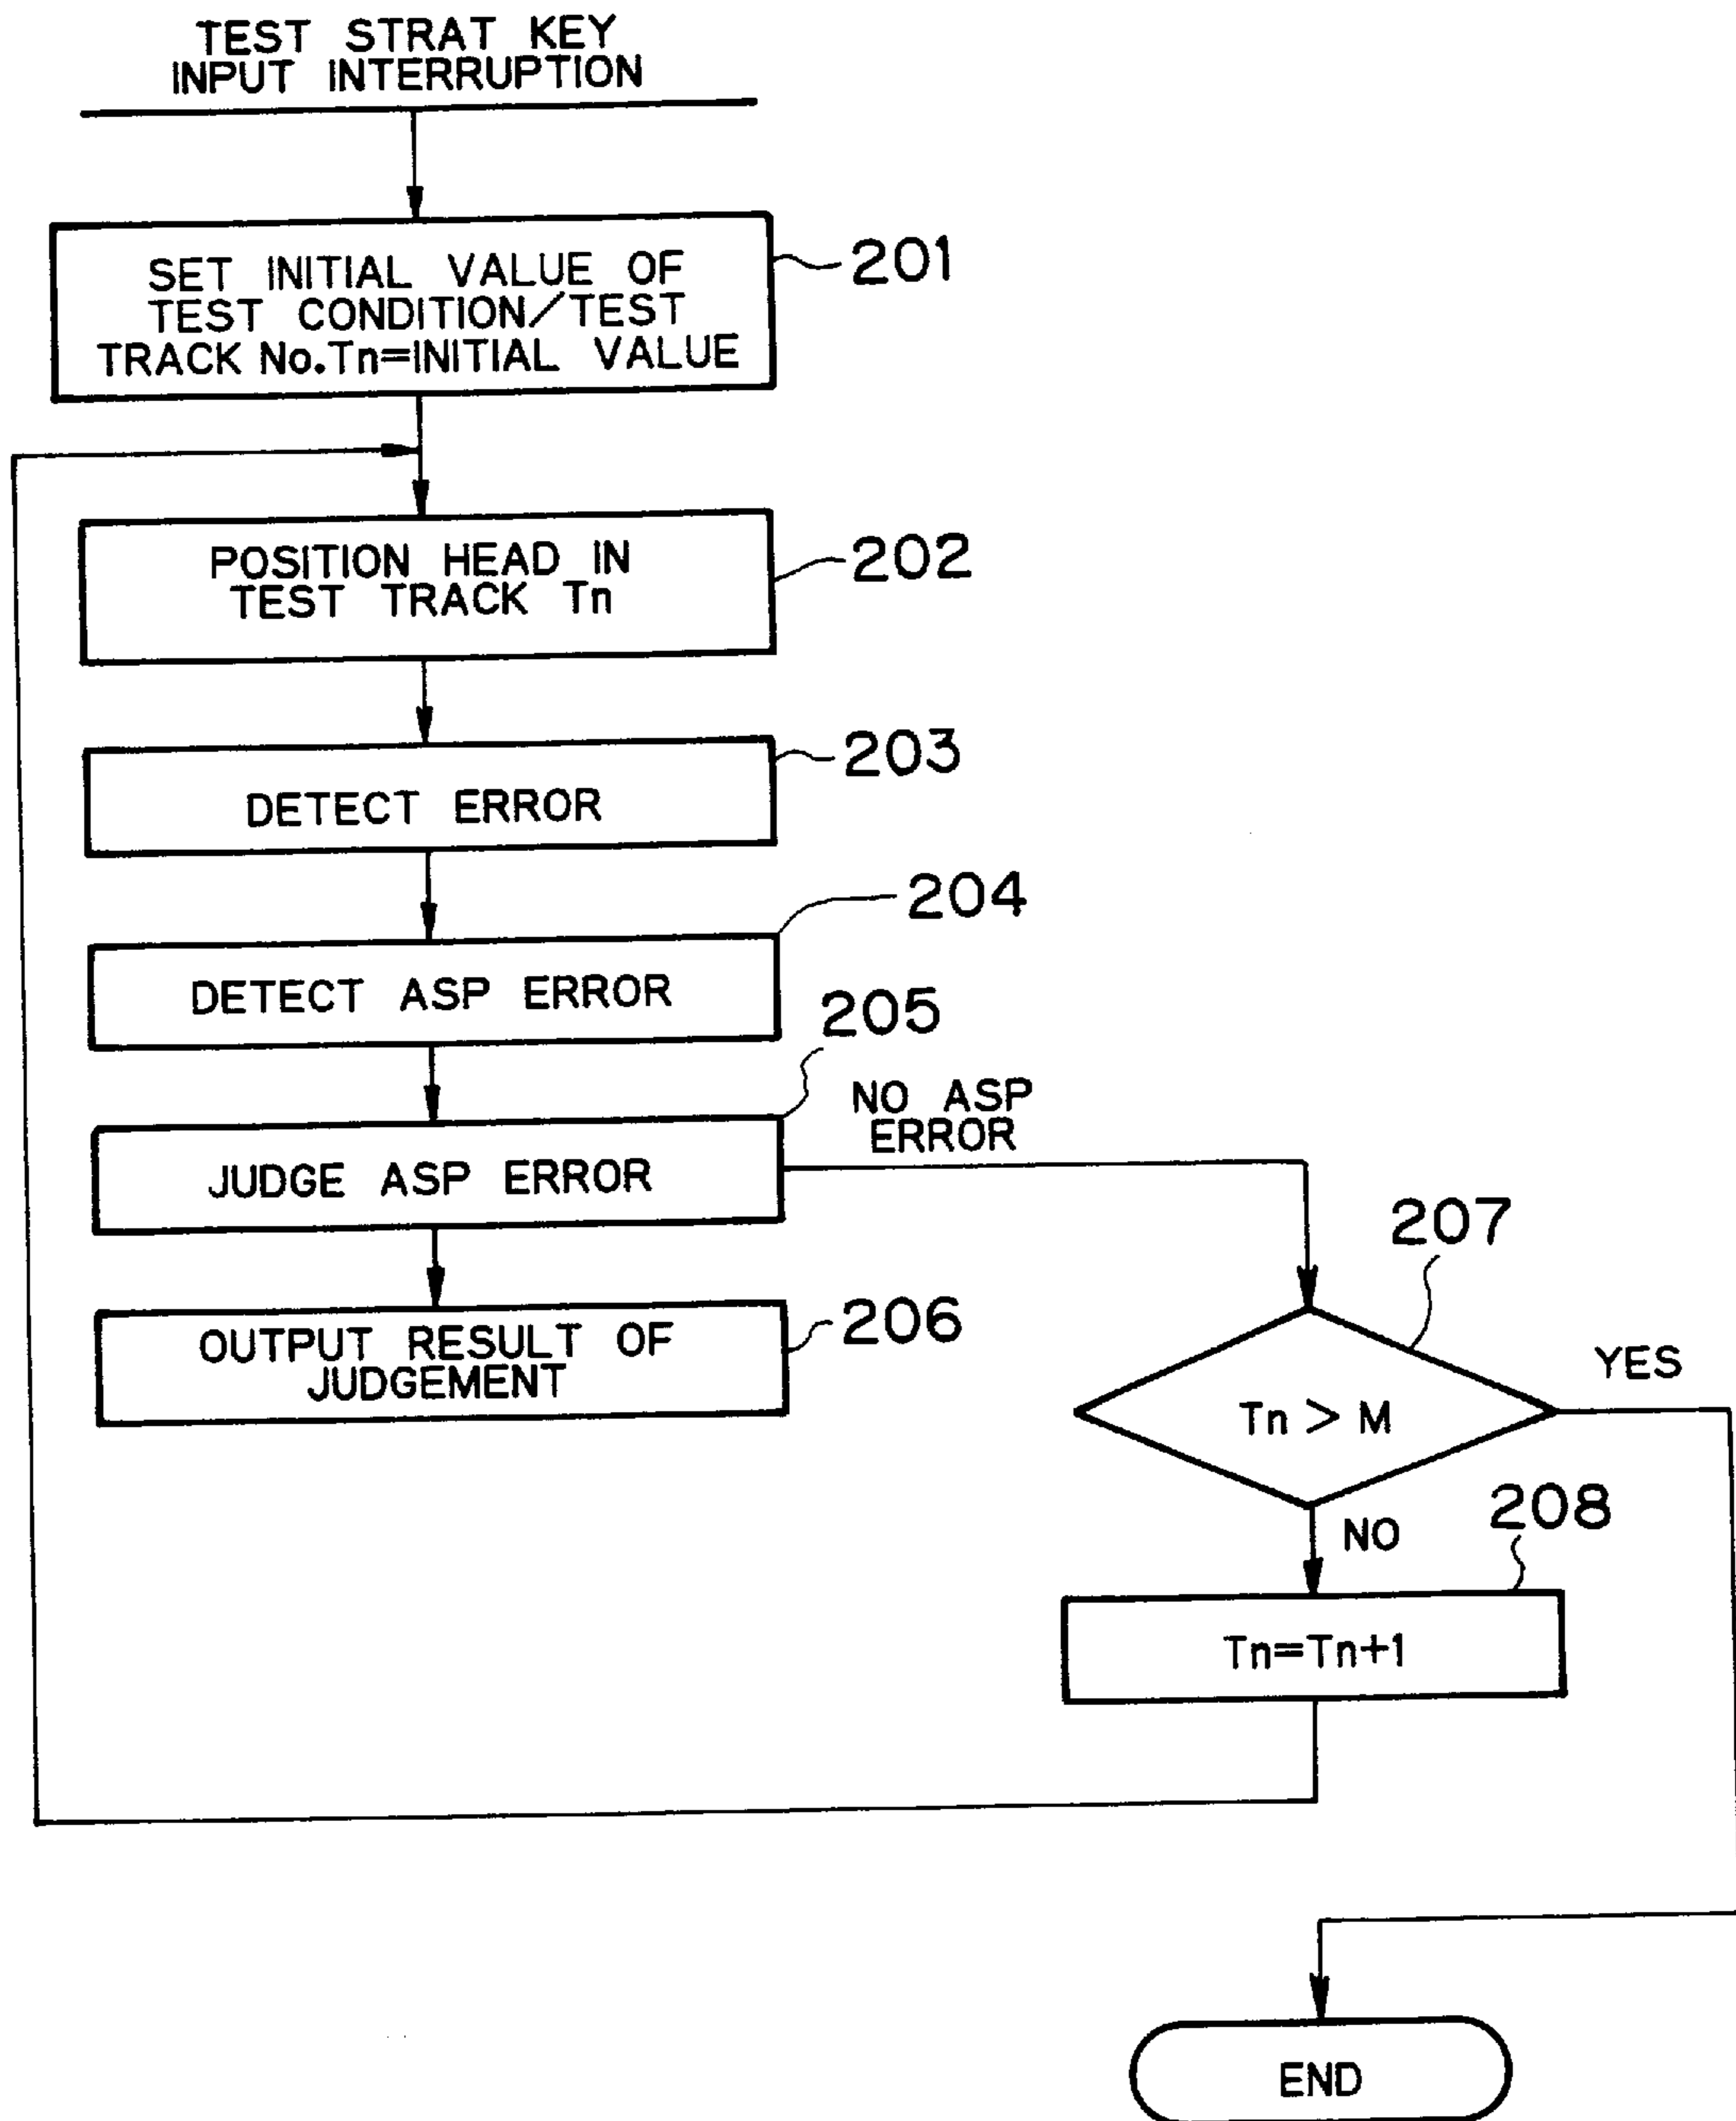 TEST STRAT KEY
INPUT INTERRUPTION
SET INITIAL VALUE OF
TEST CONDITION/TEST
TRACK No.Tn=INITIAL VALUE
201
POSITION HEAD IN
TEST TRACK Tn
202
DETECT ERROR
203
DETECT ASP ERROR
204
JUDGE ASP ERROR
205
NO ASP
ERROR
OUTPUT RESULT OF
JUDGEMENT
206
207
Tn > M
YES
NO
208
Tn=Tn+1
END